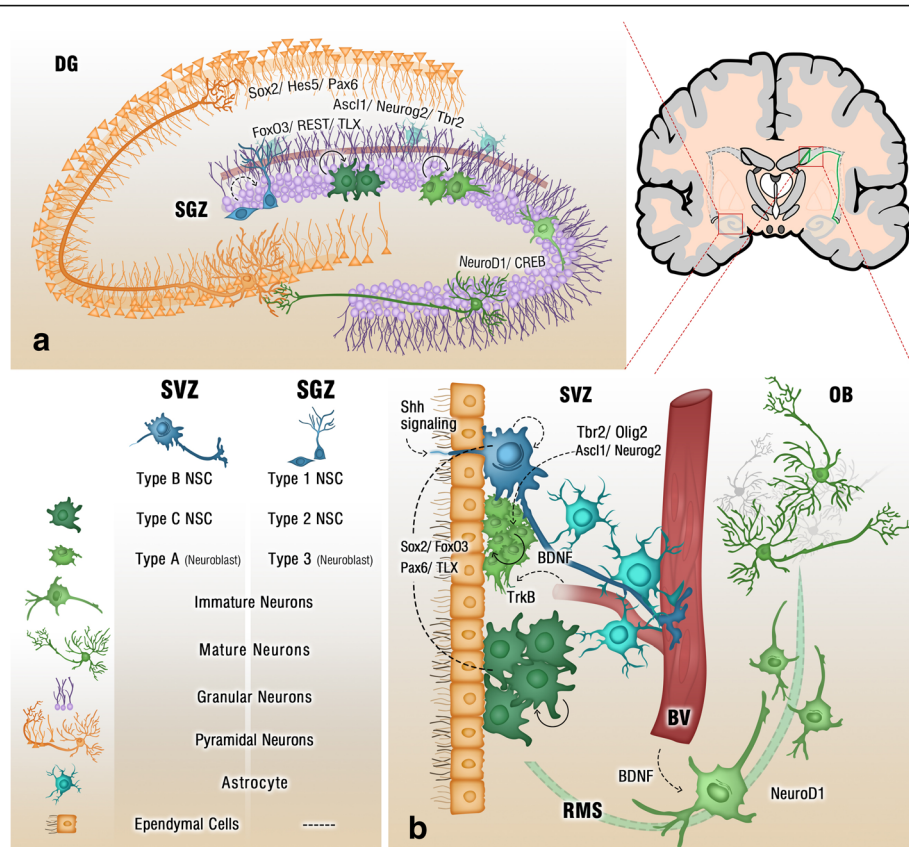 DG
Sox2/ Hes5/ Pax6
Ascl1/ Neurog2/ Tbr2
FoxO3/ REST/ TLX
SGZ
NeuroD1/ CREB
a
SVZ SGZ
Type B NSC Type 1 NSC
Type C NSC Type 2 NSC
Type A (Neuroblast) Type 3 (Neuroblast)
Immature Neurons
Mature Neurons
Granular Neurons
Pyramidal Neurons
Astrocyte
Ependymal Cells ------
SVZ
OB
Shh
signaling
Tbr2/ Olig2
Ascl1/ Neurog2
Sox2/ FoxO3
Pax6/ TLX
BDNF
TrkB
BV
BDNF
NeuroD1
RMS
b